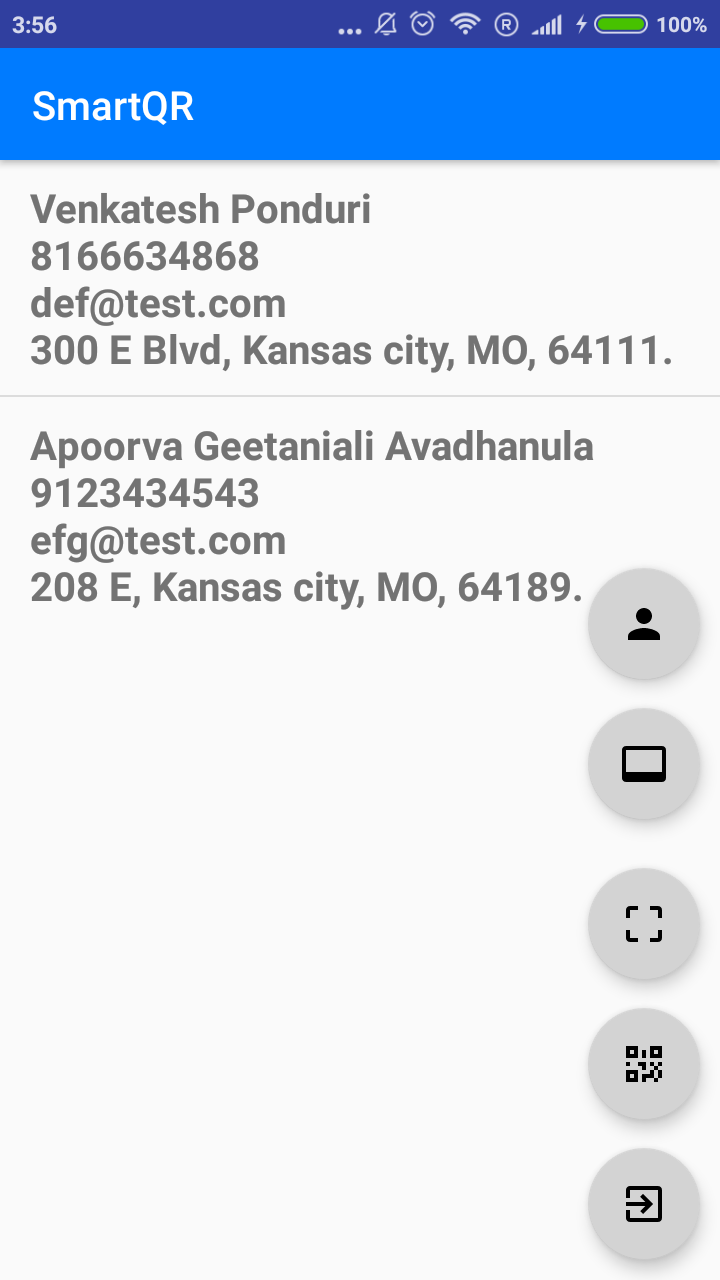 3:56
... R 100%
SmartQR
Venkatesh Ponduri
8166634868
def@test.com
300 E Blvd, Kansas city, MO, 64111.
Apoorva Geetaniali Avadhanula
9123434543
efg@test.com
208 E, Kansas city, MO, 64189.